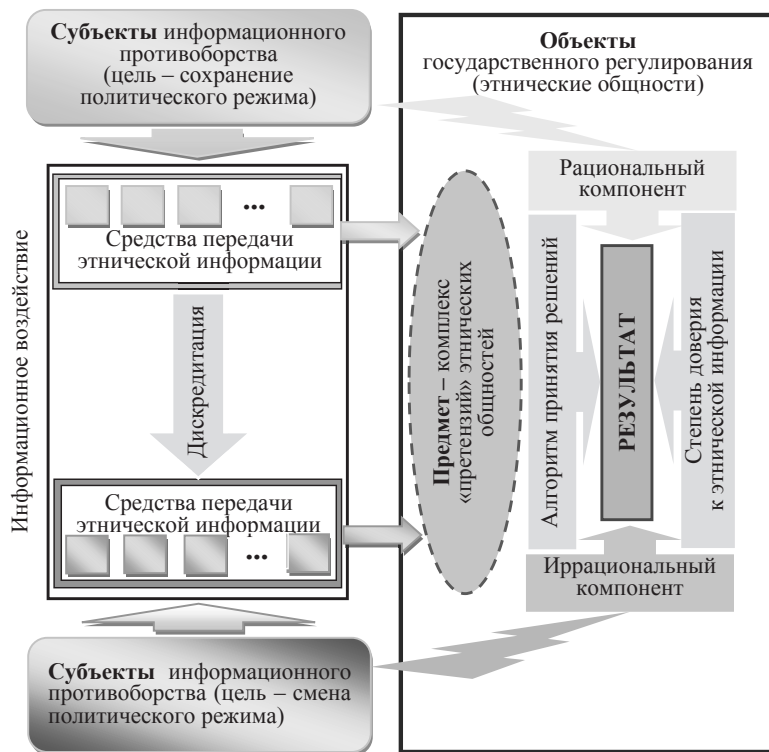 Субъекты информационного
противоборства
(цель – сохранение
политического режима)
Объекты
государственного регулирования
(этнические общности)
Информационное воздействие
...
Средства передачи
этнической информации
Дискредитация
Средства передачи
этнической информации
...
Предмет – комплекс
«претензий» этнических
общностей
Рациональный
компонент
Алгоритм принятия решений
РЕЗУЛЬТАТ
Степень доверия
к этнической информации
Иррациональный
компонент
Субъекты информационного
противоборства (цель – смена
политического режима)